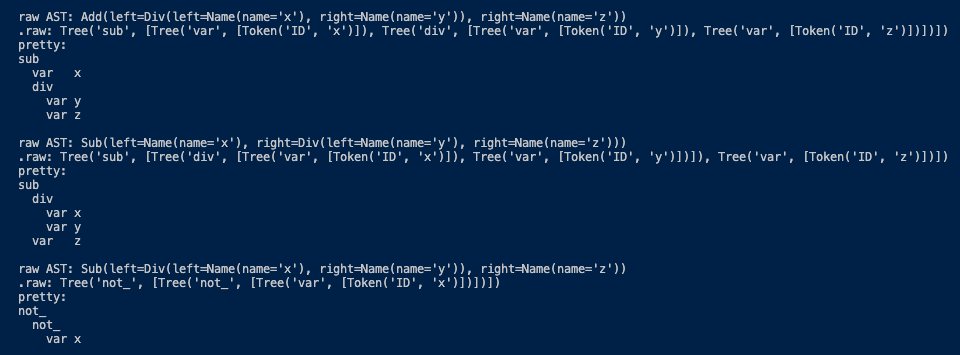 raw AST: Add(left=Div(left=Name(name='x'), right=Name(name='y')), right=Name(name='z'))
.raw: Tree('sub', [Tree('var', [Token('ID', 'x')]), Tree('div', [Tree('var', [Token('ID', 'y')]), Tree('var', [Token('ID', 'z')])])])
pretty:
sub
  var   x
  div
    var y
    var z

raw AST: Sub(left=Name(name='x'), right=Div(left=Name(name='y'), right=Name(name='z')))
.raw: Tree('sub', [Tree('div', [Tree('var', [Token('ID', 'x')]), Tree('var', [Token('ID', 'y')])]), Tree('var', [Token('ID', 'z')])])
pretty:
sub
  div
    var x
    var y
  var   z

raw AST: Sub(left=Div(left=Name(name='x'), right=Name(name='y')), right=Name(name='z'))
.raw: Tree('not_', [Tree('not_', [Tree('var', [Token('ID', 'x')])])])
pretty:
not_
  not_
    var x